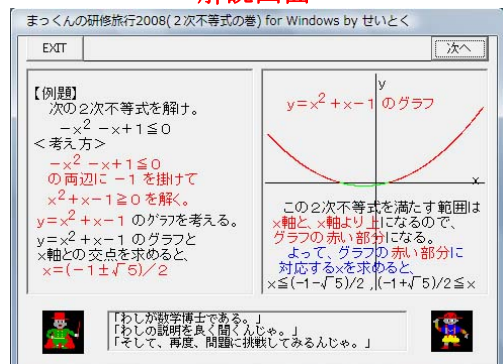 解説画面
まっくんの研修旅行2008(2次不等式の巻) for Windows by せいとく
EXIT
次へ
【例題】
次の2次不等式を解け。
－x² －x＋1≦0
＜考え方＞
－x² －x＋1≦0
の両辺に －1 を掛けて
x²＋x－1≧0 を解く。
y＝x²＋x－1 のグラフを考える。
y＝x²＋x－1 のグラフと
x軸との交点を求めると、
x＝(－1±√5)／2
y
y＝x²＋x－1 のグラフ
x
この2次不等式を満たす範囲は
x軸と、x軸より上になるので、
グラフの赤い部分になる。
よって、グラフの赤い部分に
対応するxを求めると、
x≦(－1－√5)／2 ,(－1＋√5)／2≦x
「わしが数学博士である。」
「わしの説明を良く聞くんじゃ。」
「そして、再度、問題に挑戦してみるんじゃ。」